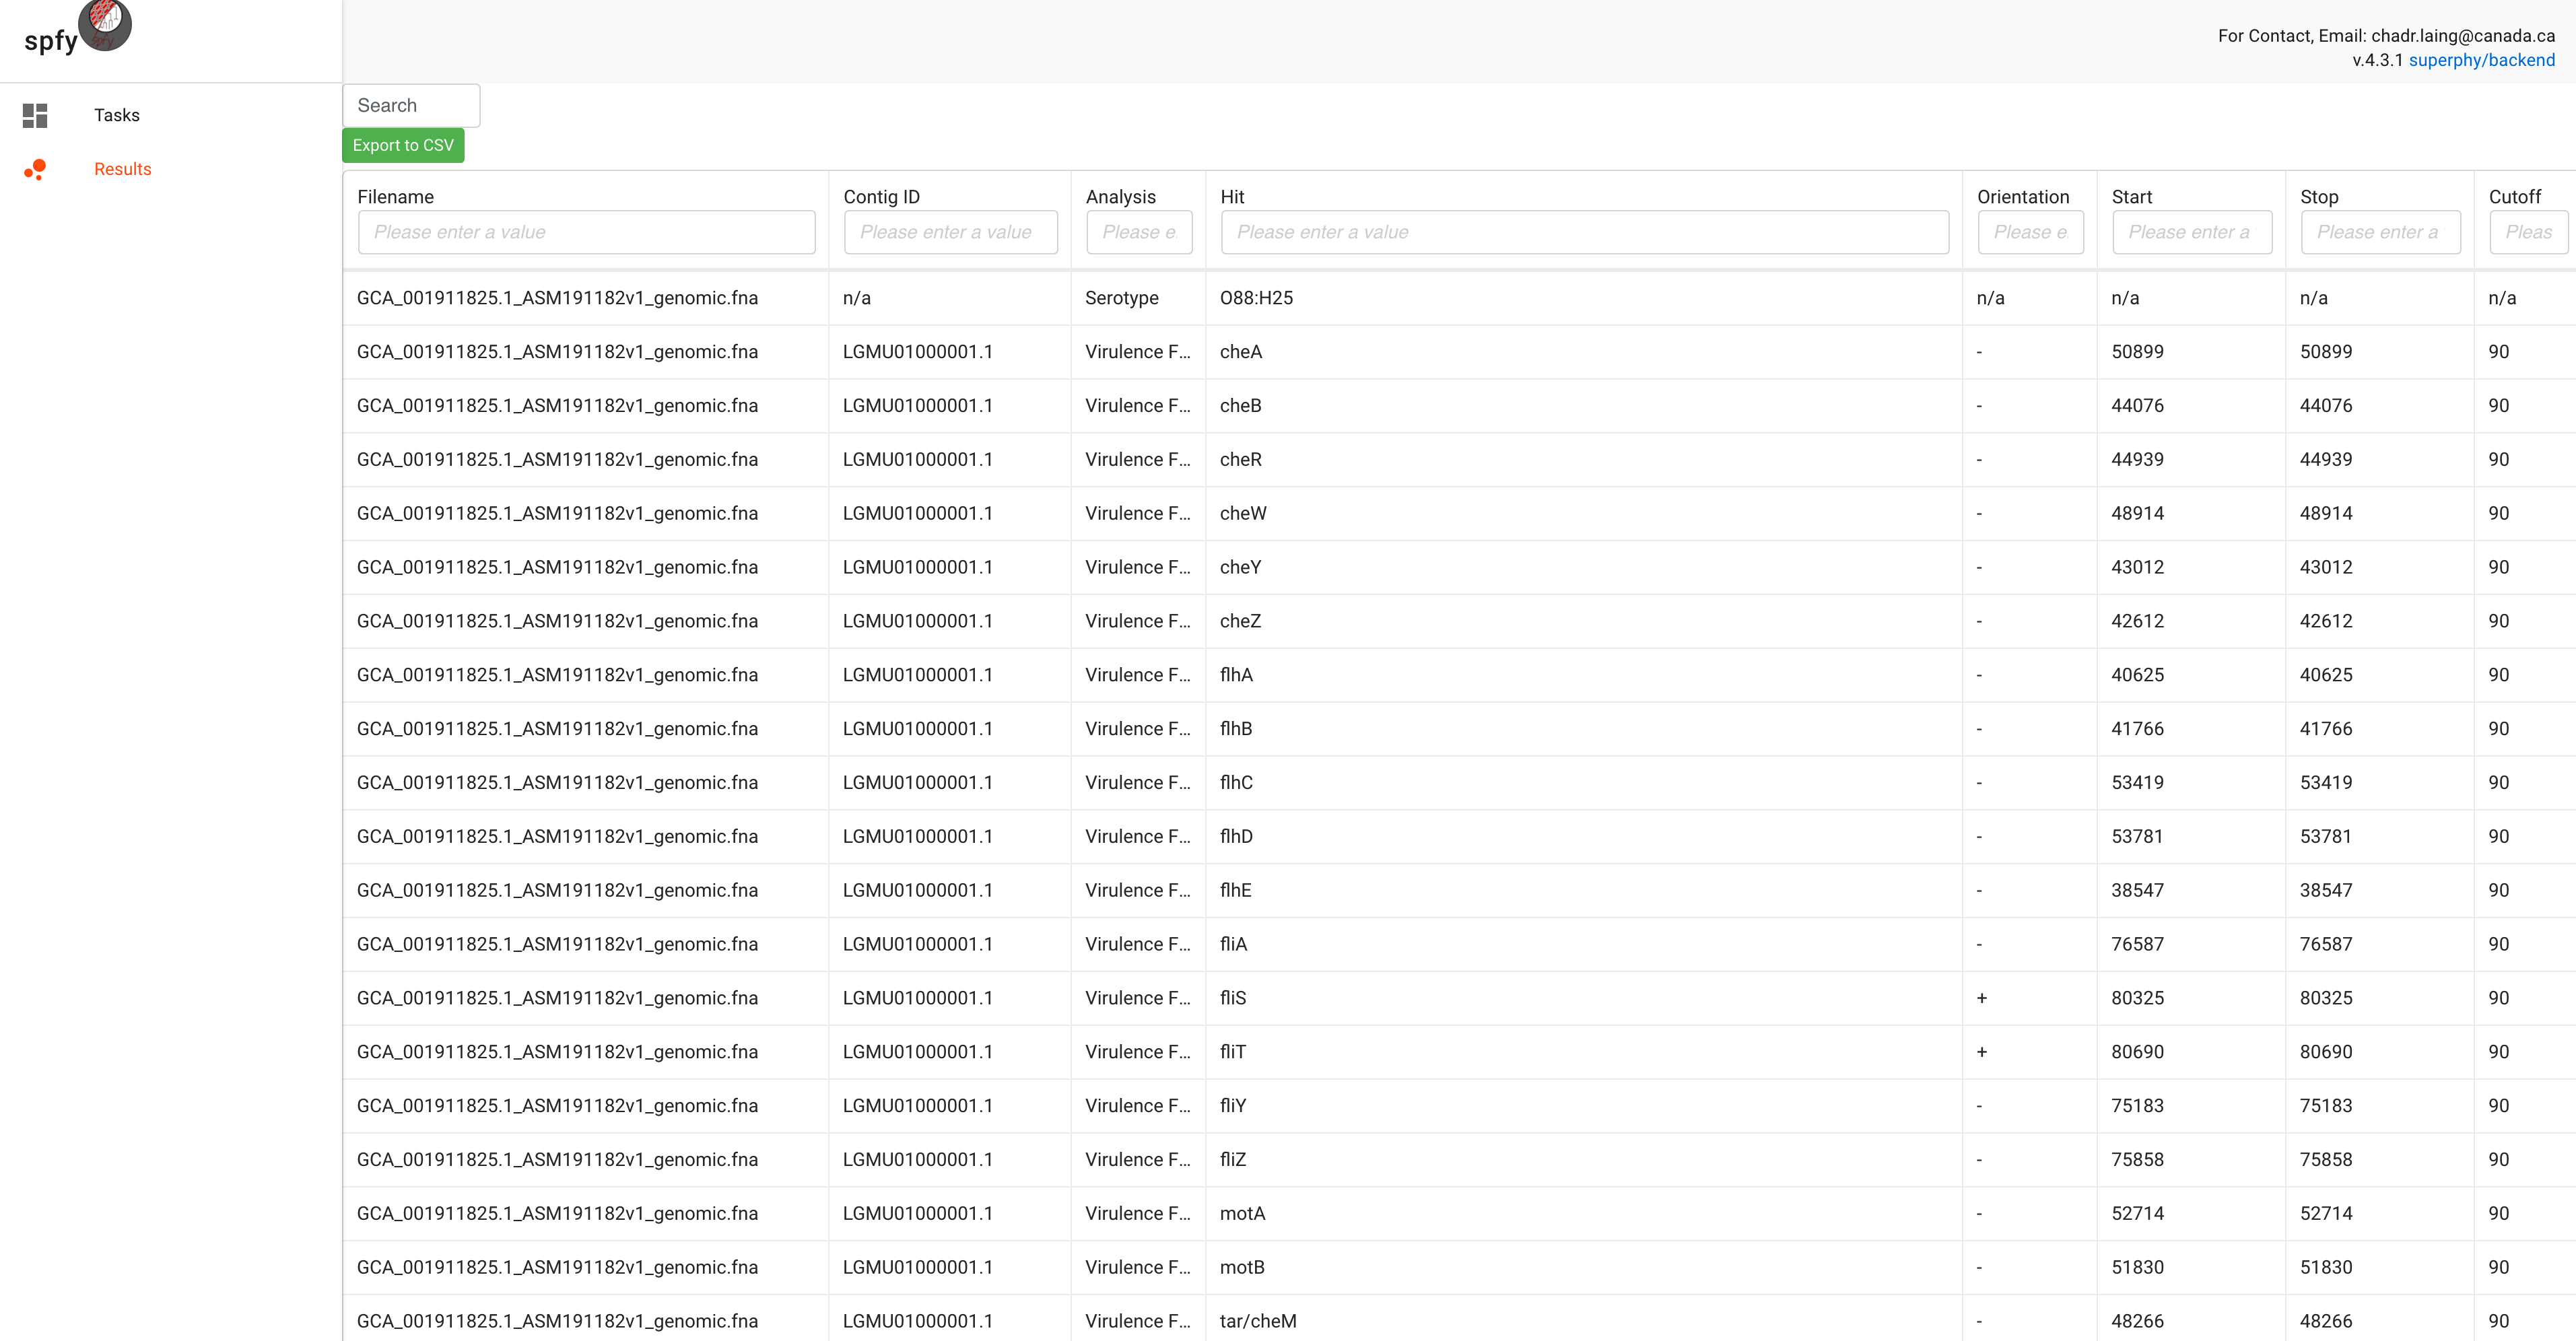 spfy
For Contact, Email: chadr.laing@canada.ca
v.4.3.1 superphy/backend
Tasks
Results
Search
Export to CSV
Filename Contig ID Analysis Hit Orientation Start Stop Cutoff
Please enter a value Please enter a value Please e Please enter a value Please e Please enter a Please enter a Pleas
GCA_001911825.1_ASM191182v1_genomic.fna n/a Serotype O88:H25 n/a n/a n/a n/a
GCA_001911825.1_ASM191182v1_genomic.fna LGMU01000001.1 Virulence F... cheA - 50899 50899 90
GCA_001911825.1_ASM191182v1_genomic.fna LGMU01000001.1 Virulence F... cheB - 44076 44076 90
GCA_001911825.1_ASM191182v1_genomic.fna LGMU01000001.1 Virulence F... cheR - 44939 44939 90
GCA_001911825.1_ASM191182v1_genomic.fna LGMU01000001.1 Virulence F... cheW - 48914 48914 90
GCA_001911825.1_ASM191182v1_genomic.fna LGMU01000001.1 Virulence F... cheY - 43012 43012 90
GCA_001911825.1_ASM191182v1_genomic.fna LGMU01000001.1 Virulence F... cheZ - 42612 42612 90
GCA_001911825.1_ASM191182v1_genomic.fna LGMU01000001.1 Virulence F... flhA - 40625 40625 90
GCA_001911825.1_ASM191182v1_genomic.fna LGMU01000001.1 Virulence F... flhB - 41766 41766 90
GCA_001911825.1_ASM191182v1_genomic.fna LGMU01000001.1 Virulence F... flhC - 53419 53419 90
GCA_001911825.1_ASM191182v1_genomic.fna LGMU01000001.1 Virulence F... flhD - 53781 53781 90
GCA_001911825.1_ASM191182v1_genomic.fna LGMU01000001.1 Virulence F... flhE - 38547 38547 90
GCA_001911825.1_ASM191182v1_genomic.fna LGMU01000001.1 Virulence F... fliA - 76587 76587 90
GCA_001911825.1_ASM191182v1_genomic.fna LGMU01000001.1 Virulence F... fliS + 80325 80325 90
GCA_001911825.1_ASM191182v1_genomic.fna LGMU01000001.1 Virulence F... fliT + 80690 80690 90
GCA_001911825.1_ASM191182v1_genomic.fna LGMU01000001.1 Virulence F... fliY - 75183 75183 90
GCA_001911825.1_ASM191182v1_genomic.fna LGMU01000001.1 Virulence F... fliZ - 75858 75858 90
GCA_001911825.1_ASM191182v1_genomic.fna LGMU01000001.1 Virulence F... motA - 52714 52714 90
GCA_001911825.1_ASM191182v1_genomic.fna LGMU01000001.1 Virulence F... motB - 51830 51830 90
GCA_001911825.1_ASM191182v1_genomic.fna LGMU01000001.1 Virulence F... tar/cheM - 48266 48266 90